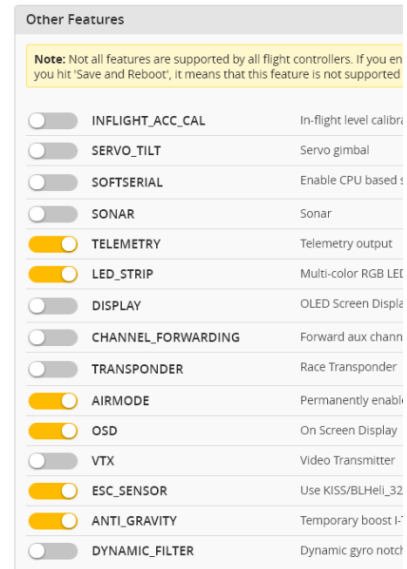 Other Features
Note: Not all features are supported by all flight controllers. If you en
you hit 'Save and Reboot', it means that this feature is not supported
INFLIGHT_ACC_CAL In-flight level calibra
SERVO_TILT Servo gimbal
SOFTSERIAL Enable CPU based s
SONAR Sonar
TELEMETRY Telemetry output
LED_STRIP Multi-color RGB LED
DISPLAY OLED Screen Displa
CHANNEL_FORWARDING Forward aux chann
TRANSPONDER Race Transponder
AIRMODE Permanently enabl
OSD On Screen Display
VTX Video Transmitter
ESC_SENSOR Use KISS/BLHeli_32
ANTI_GRAVITY Temporary boost I-T
DYNAMIC_FILTER Dynamic gyro notch